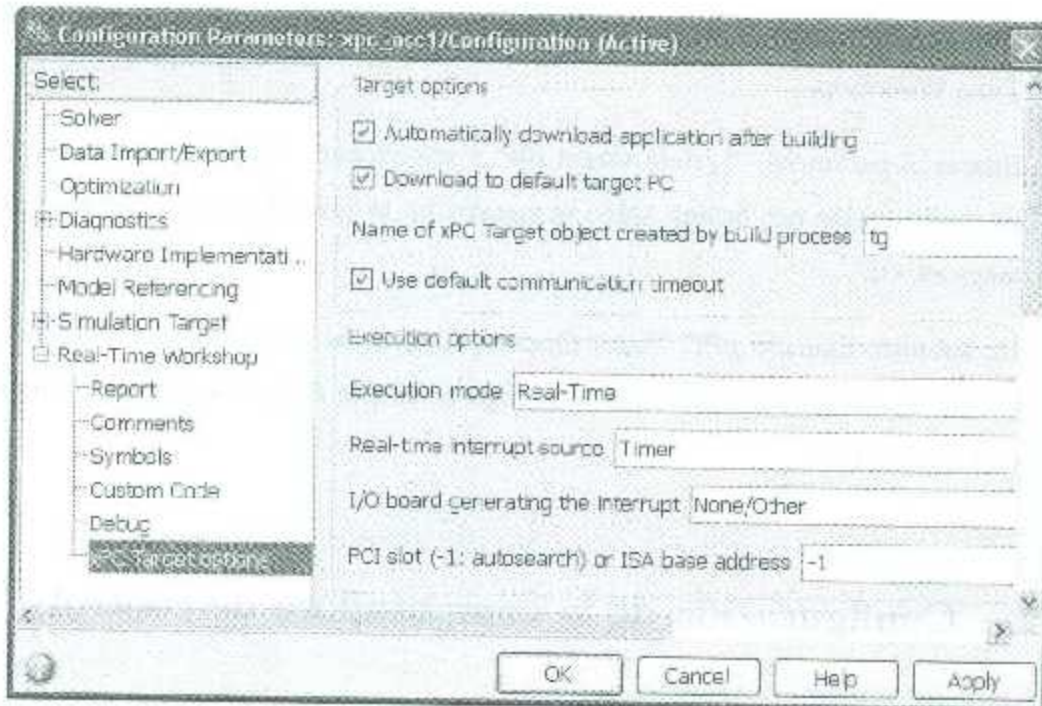 Configuration Parameters: xpc_osc1/Configuration (Active)
Select:
Solver
Data Import/Export
Optimization
Diagnostics
Hardware Implementati...
Model Referencing
Simulation Target
Real-Time Workshop
Report
Comments
Symbols
Custom Code
Debug
xPC Target options
Target options
Automatically download application after building
Download to default target PC
Name of xPC Target object created by build process tg
Use default communication timeout
Execution options
Execution mode Real-Time
Real-time interrupt source Timer
I/O board generating the interrupt None/Other
PCI slot (-1: autosearch) or ISA base address -1
OK
Cancel
Help
Apply